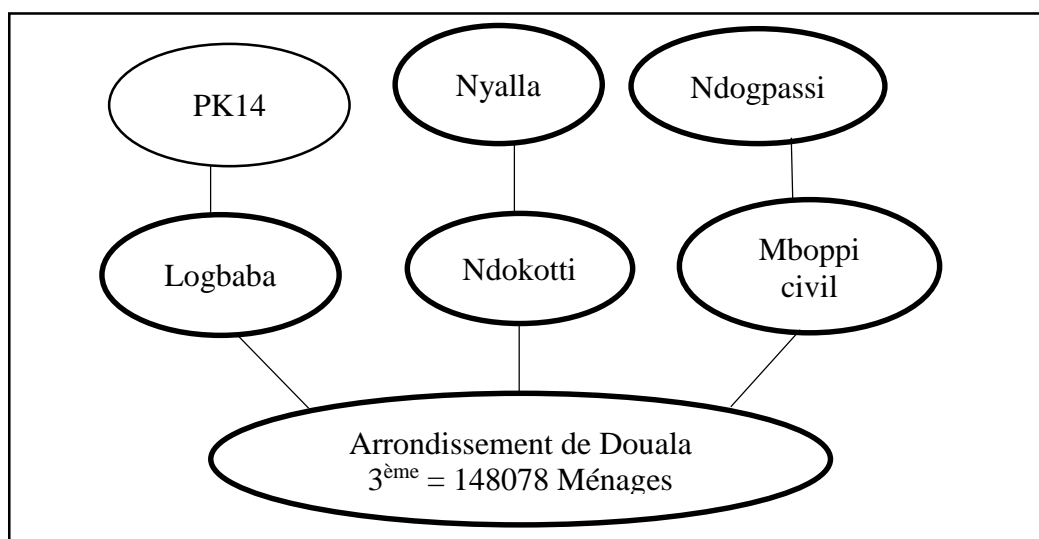 PK14
Nyalla
Ndogpassi
Logbaba
Ndokotti
Mboppi
civil
Arrondissement de Douala
3ème = 148078 Ménages